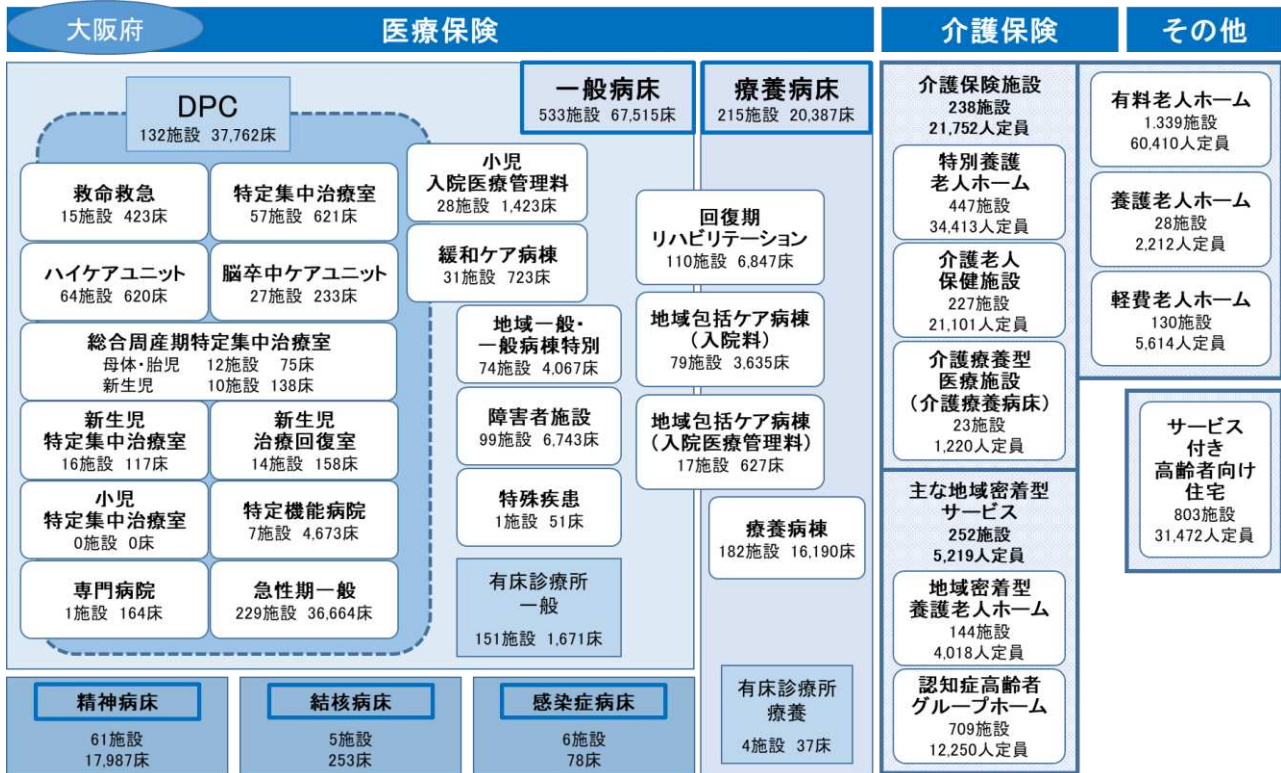 大阪府
医療保険
介護保険
その他
DPC
132施設 37,762床
一般病床
533施設 67,515床
療養病床
215施設 20,387床
救命救急
15施設 423床
特定集中治療室
57施設 621床
ハイケアユニット
64施設 620床
脳卒中ケアユニット
27施設 233床
総合周産期特定集中治療室
母体・胎児 12施設 75床
新生児 10施設 138床
新生児
特定集中治療室
16施設 117床
新生児
治療回復室
14施設 158床
小児
特定集中治療室
0施設 0床
特定機能病院
7施設 4,673床
専門病院
1施設 164床
急性期一般
229施設 36,664床
小児
入院医療管理料
28施設 1,423床
緩和ケア病棟
31施設 723床
地域一般・
一般病棟特別
74施設 4,067床
障害者施設
99施設 6,743床
特殊疾患
1施設 51床
有床診療所
一般
151施設 1,671床
回復期
リハビリテーション
110施設 6,847床
地域包括ケア病棟
(入院料)
79施設 3,635床
地域包括ケア病棟
(入院医療管理料)
17施設 627床
療養病棟
182施設 16,190床
有床診療所
療養
4施設 37床
精神病床
61施設
17,987床
結核病床
5施設
253床
感染症病床
6施設
78床
介護保険施設
238施設
21,752人定員
特別養護
老人ホーム
447施設
34,413人定員
介護老人
保健施設
227施設
21,101人定員
介護療養型
医療施設
(介護療養病床)
23施設
1,220人定員
主な地域密着型
サービス
252施設
5,219人定員
地域密着型
養護老人ホーム
144施設
4,018人定員
認知症高齢者
グループホーム
709施設
12,250人定員
有料老人ホーム
1.339施設
60,410人定員
養護老人ホーム
28施設
2,212人定員
軽費老人ホーム
130施設
5,614人定員
サービス
付き
高齢者向け
住宅
803施設
31,472人定員